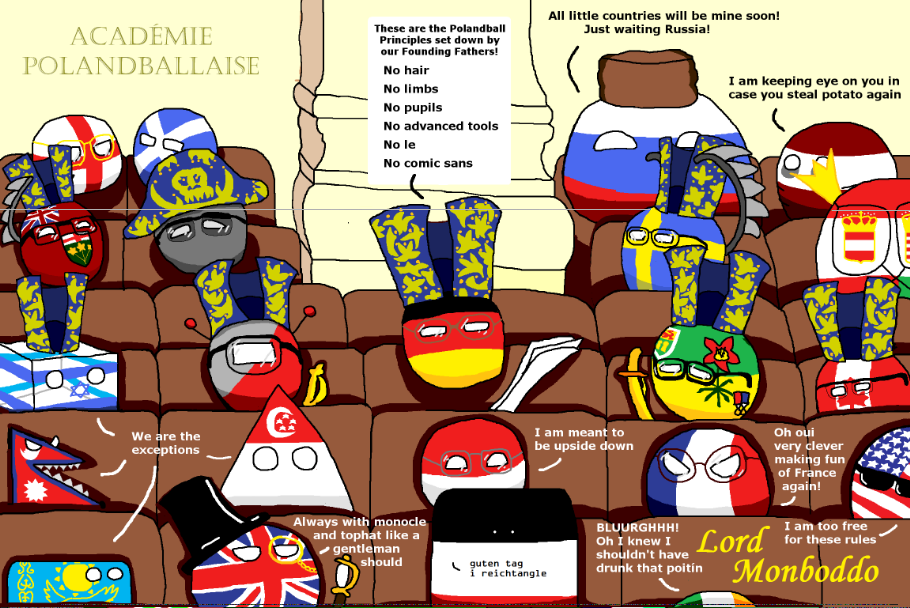 ACADÉMIE
POLANDBALLAISE
These are the Polandball
Principles set down by
our Founding Fathers!
No hair
No limbs
No pupils
No advanced tools
No le
No comic sans
All little countries will be mine soon!
Just waiting Russia!
I am keeping eye on you in
case you steal potato again
We are the
exceptions
I am meant to
be upside down
Oh oui
very clever
making fun
of France
again!
Always with monocle
and tophat like a
gentleman
should
guten tag
i reichtangle
BLUURGHHH!
Oh I knew I
shouldn't have
drunk that poitín
I am too free
for these rules
Lord
Monboddo